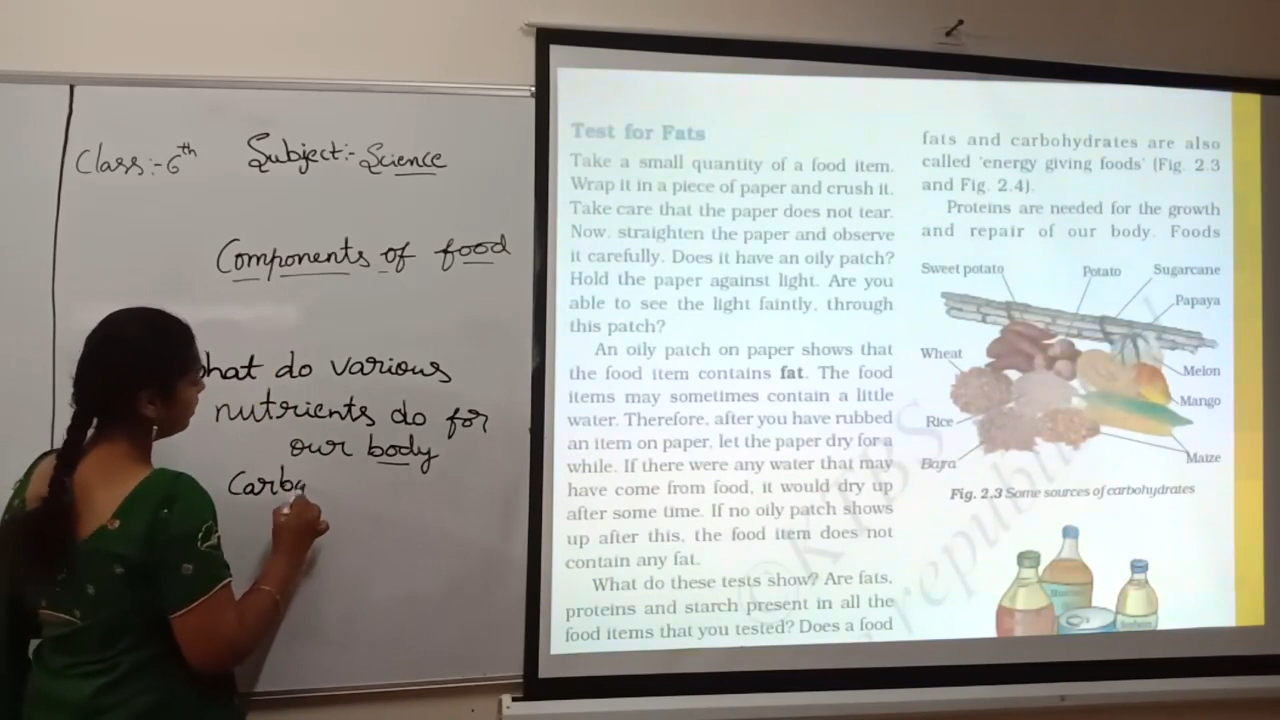 Class:- 6th Subject:- Science
Components of food
What do various
nutrients do for
our body
Carbo
Test for Fats
Take a small quantity of a food item.
Wrap it in a piece of paper and crush it.
Take care that the paper does not tear.
Now, straighten the paper and observe
it carefully. Does it have an oily patch?
Hold the paper against light. Are you
able to see the light faintly, through
this patch?
An oily patch on paper shows that
the food item contains fat. The food
items may sometimes contain a little
water. Therefore, after you have rubbed
an item on paper, let the paper dry for a
while. If there were any water that may
have come from food, it would dry up
after some time. If no oily patch shows
up after this, the food item does not
contain any fat.
What do these tests show? Are fats,
proteins and starch present in all the
food items that you tested? Does a food
fats and carbohydrates are also
called ‘energy giving foods’ (Fig. 2.3
and Fig. 2.4).
Proteins are needed for the growth
and repair of our body. Foods
Sweet potato
Potato
Sugarcane
Papaya
Wheat
Melon
Mango
Rice
Bajra
Maize
Fig. 2.3 Some sources of carbohydrates
©KTBS
republi